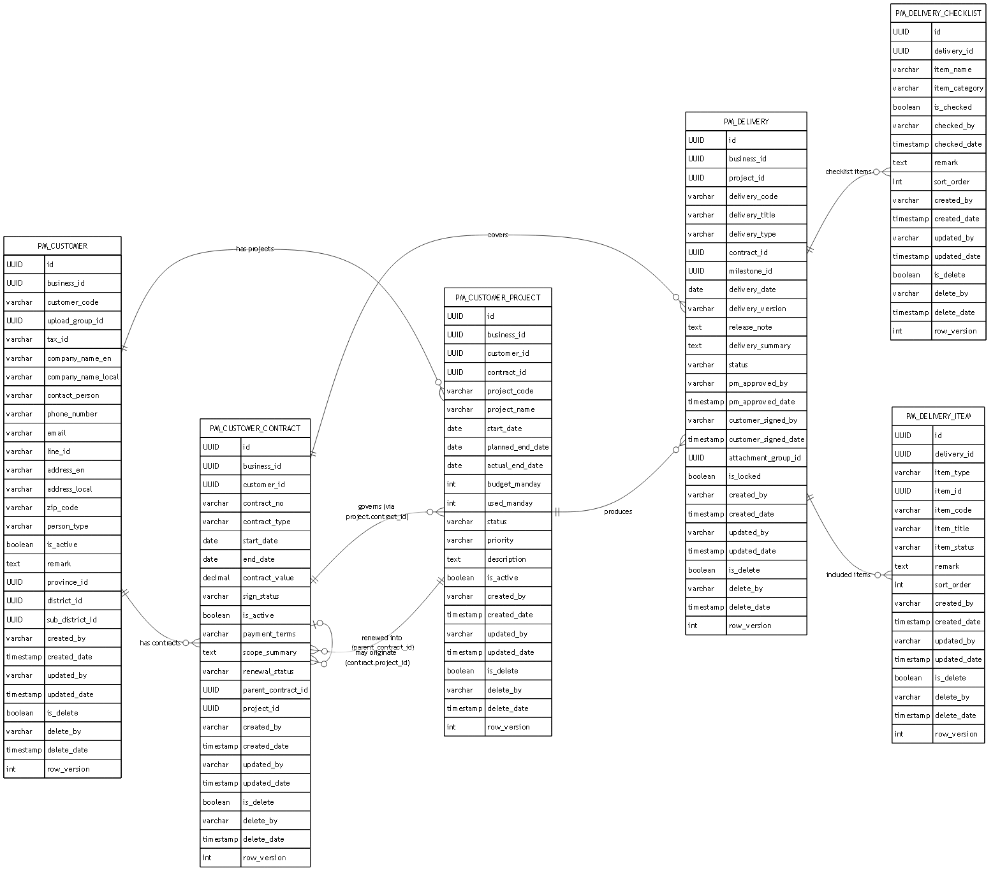 PM_CUSTOMER
UUID id
UUID business_id
varchar customer_code
UUID upload_group_id
varchar tax_id
varchar company_name_en
varchar company_name_local
varchar contact_person
varchar phone_number
varchar email
varchar line_id
varchar address_en
varchar address_local
varchar zip_code
varchar person_type
boolean is_active
text remark
UUID province_id
UUID district_id
UUID sub_district_id
varchar created_by
timestamp created_date
varchar updated_by
timestamp updated_date
boolean is_delete
varchar delete_by
timestamp delete_date
int row_version
has projects
has contracts
PM_CUSTOMER_CONTRACT
UUID id
UUID business_id
UUID customer_id
varchar contract_no
varchar contract_type
date start_date
date end_date
decimal contract_value
varchar sign_status
boolean is_active
varchar payment_terms
text scope_summary
varchar renewal_status
UUID parent_contract_id
UUID project_id
varchar created_by
timestamp created_date
varchar updated_by
timestamp updated_date
boolean is_delete
varchar delete_by
timestamp delete_date
int row_version
covers
governs (via
project.contract_id)
renewed into
(parent_contract_id)
may originate
(contract.project_id)
PM_CUSTOMER_PROJECT
UUID id
UUID business_id
UUID customer_id
UUID contract_id
varchar project_code
varchar project_name
date start_date
date planned_end_date
date actual_end_date
int budget_manday
int used_manday
varchar status
varchar priority
text description
boolean is_active
varchar created_by
timestamp created_date
varchar updated_by
timestamp updated_date
boolean is_delete
varchar delete_by
timestamp delete_date
int row_version
produces
PM_DELIVERY
UUID id
UUID business_id
UUID project_id
varchar delivery_code
varchar delivery_title
varchar delivery_type
UUID contract_id
UUID milestone_id
date delivery_date
varchar delivery_version
text release_note
text delivery_summary
varchar status
varchar pm_approved_by
timestamp pm_approved_date
varchar customer_signed_by
timestamp customer_signed_date
UUID attachment_group_id
boolean is_locked
varchar created_by
timestamp created_date
varchar updated_by
timestamp updated_date
boolean is_delete
varchar delete_by
timestamp delete_date
int row_version
checklist items
included items
PM_DELIVERY_CHECKLIST
UUID id
UUID delivery_id
varchar item_name
varchar item_category
boolean is_checked
varchar checked_by
timestamp checked_date
text remark
int sort_order
varchar created_by
timestamp created_date
varchar updated_by
timestamp updated_date
boolean is_delete
varchar delete_by
timestamp delete_date
int row_version
PM_DELIVERY_ITEM
UUID id
UUID delivery_id
varchar item_type
UUID item_id
varchar item_code
varchar item_title
varchar item_status
text remark
int sort_order
varchar created_by
timestamp created_date
varchar updated_by
timestamp updated_date
boolean is_delete
varchar delete_by
timestamp delete_date
int row_version